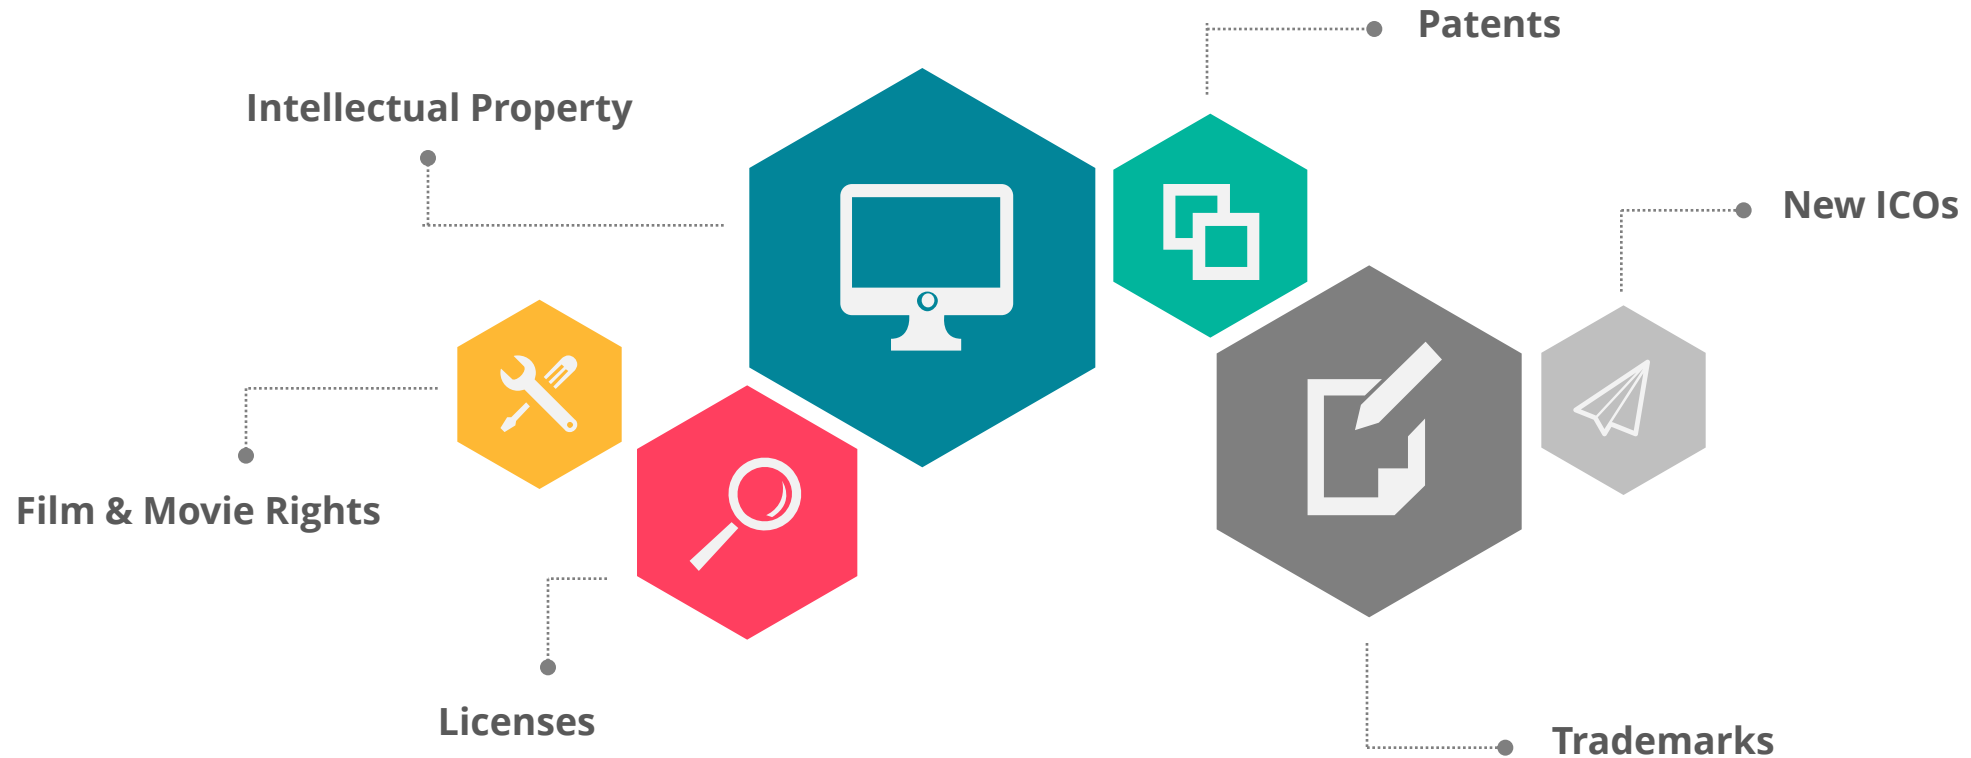 Patents
Intellectual Property
New ICOs
Film & Movie Rights
Licenses
Trademarks